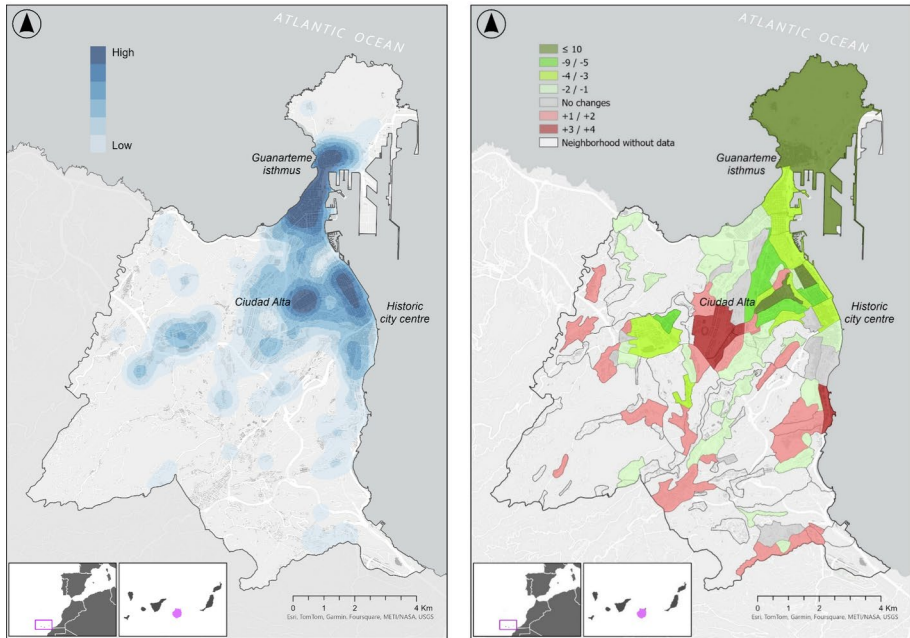 ATLANTIC OCEAN
High
Low
Guanarteme
isthmus
Ciudad Alta
Historic
city centre
0 2 4 Km
Esri, TomTom, Garmin, Foursquare, METI/NASA, USGS
ATLANTIC OCEAN
≤ 10
-9 / -5
-4 / -3
-2 / -1
No changes
+1 / +2
+3 / +4
Neighborhood without data
Guanarteme
isthmus
Ciudad Alta
Historic
city centre
0 2 4 Km
Esri, TomTom, Garmin, Foursquare, METI/NASA, USGS